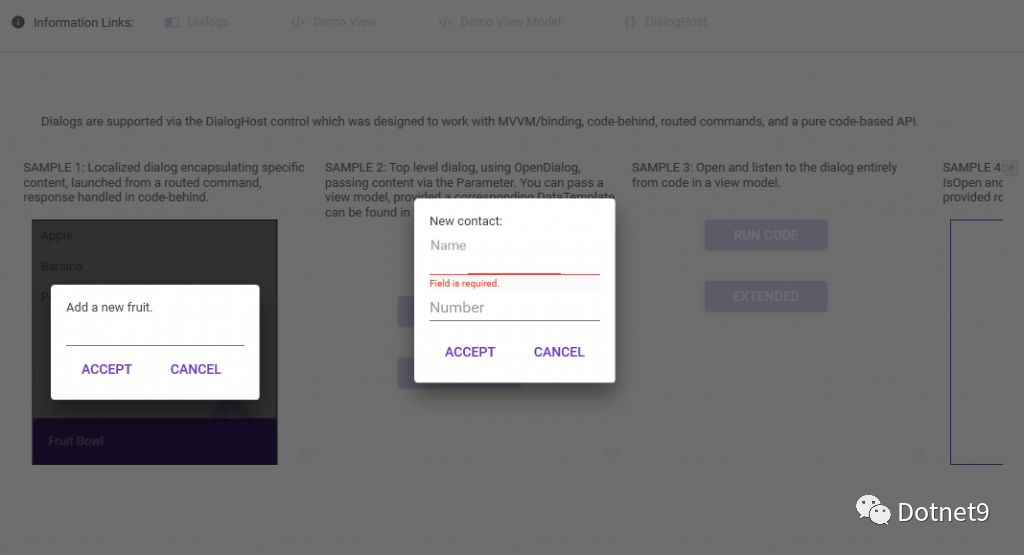 Information Links:
Dialogs
Demo View
Demo View Model
DialogHost
Dialogs are supported via the DialogHost control which was designed to work with MVVM/binding, code-behind, routed commands, and a pure code-based API.
SAMPLE 1: Localized dialog encapsulating specific
content, launched from a routed command,
response handled in code-behind.
Apple
Banana
Add a new fruit.
ACCEPT
CANCEL
Fruit Bowl
SAMPLE 2: Top level dialog, using OpenDialog,
passing content via the Parameter. You can pass a
view model, provided a corresponding DataTemplate
can be found in
New contact:
Name
Field is required.
Number
ACCEPT
CANCEL
SAMPLE 3: Open and listen to the dialog entirely
from code in a view model.
RUN CODE
EXTENDED
SAMPLE 4:
IsOpen and
provided
Dotnet9